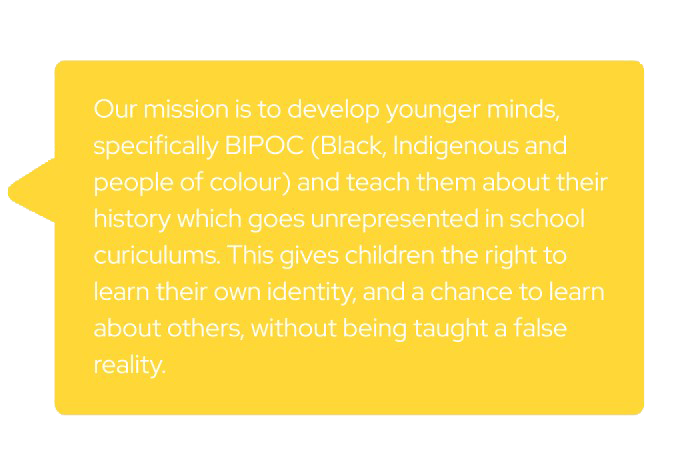 Our mission is to develop younger minds,
specifically BIPOC (Black, Indigenous and
people of colour) and teach them about their
history which goes unrepresented in school
curiculums. This gives children the right to
learn their own identity, and a chance to learn
about others, without being taught a false
reality.